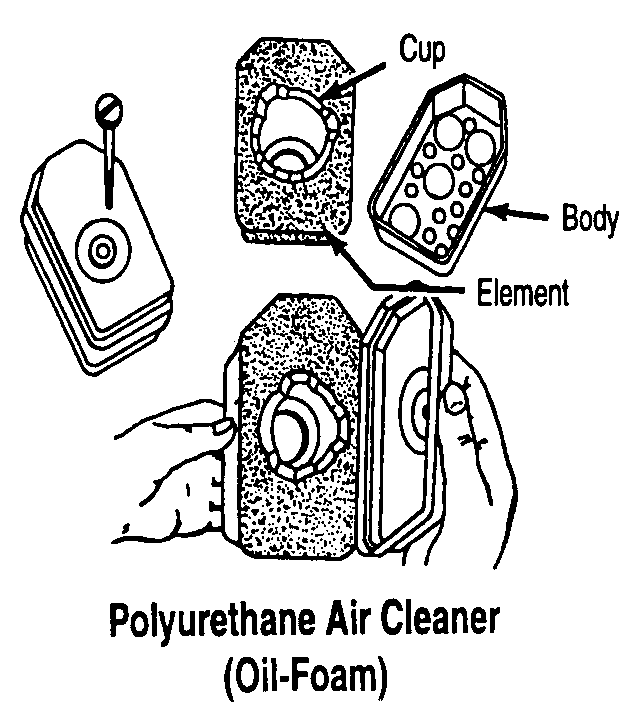 Cup
Body
Element
Polyurethane Air Cleaner
(Oil-Foam)